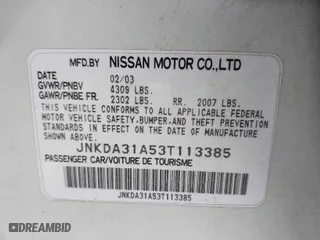 MFD.BY NISSAN MOTOR CO.,LTD
DATE 02/03
GVWR/PNBV 4309 LBS.
GAWR/PNBE FR. 2302 LBS. RR. 2007 LBS.
THIS VEHICLE CONFORMS TO ALL APPLICABLE FEDERAL
MOTOR VEHICLE SAFETY,BUMPER,AND THEFT PREVENTION
STANDARDS IN EFFECT ON THE DATE OF MANUFACTURE
SHOWN ABOVE.
JNKDA31A53T113385
PASSENGER CAR/VOITURE DE TOURISME
JNKDA31A53T113385
DREAMBID